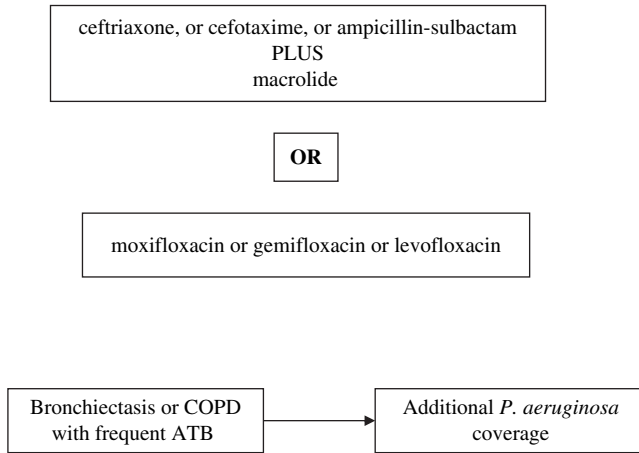 ceftriaxone, or cefotaxime, or ampicillin-sulbactam
PLUS
macrolide
OR
moxifloxacin or gemifloxacin or levofloxacin
Bronchiectasis or COPD
with frequent ATB
Additional P. aeruginosa
coverage